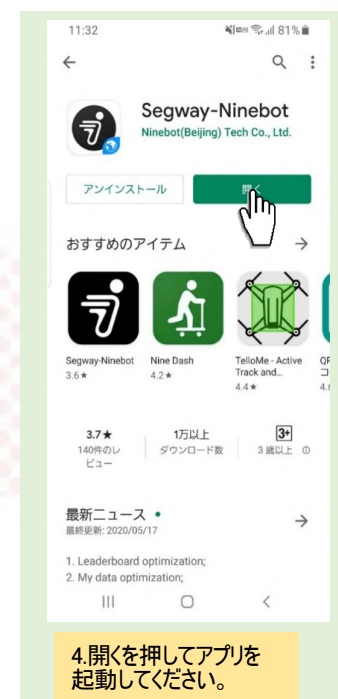 11:32
81%
Segway-Ninebot
Ninebot(Beijing) Tech Co., Ltd.
アンインストール
開く
おすすめのアイテム
Segway-Ninebot
3.6★
Nine Dash
4.2★
TelloMe - Active
Track and...
4.4★
3.7★
140件のレ
ビュー
1万以上
ダウンロード数
3+
3 歳以上
最新ニュース
最終更新: 2020/05/17
1. Leaderboard optimization;
2. My data optimization;
4.開くを押してアプリを
起動してください。